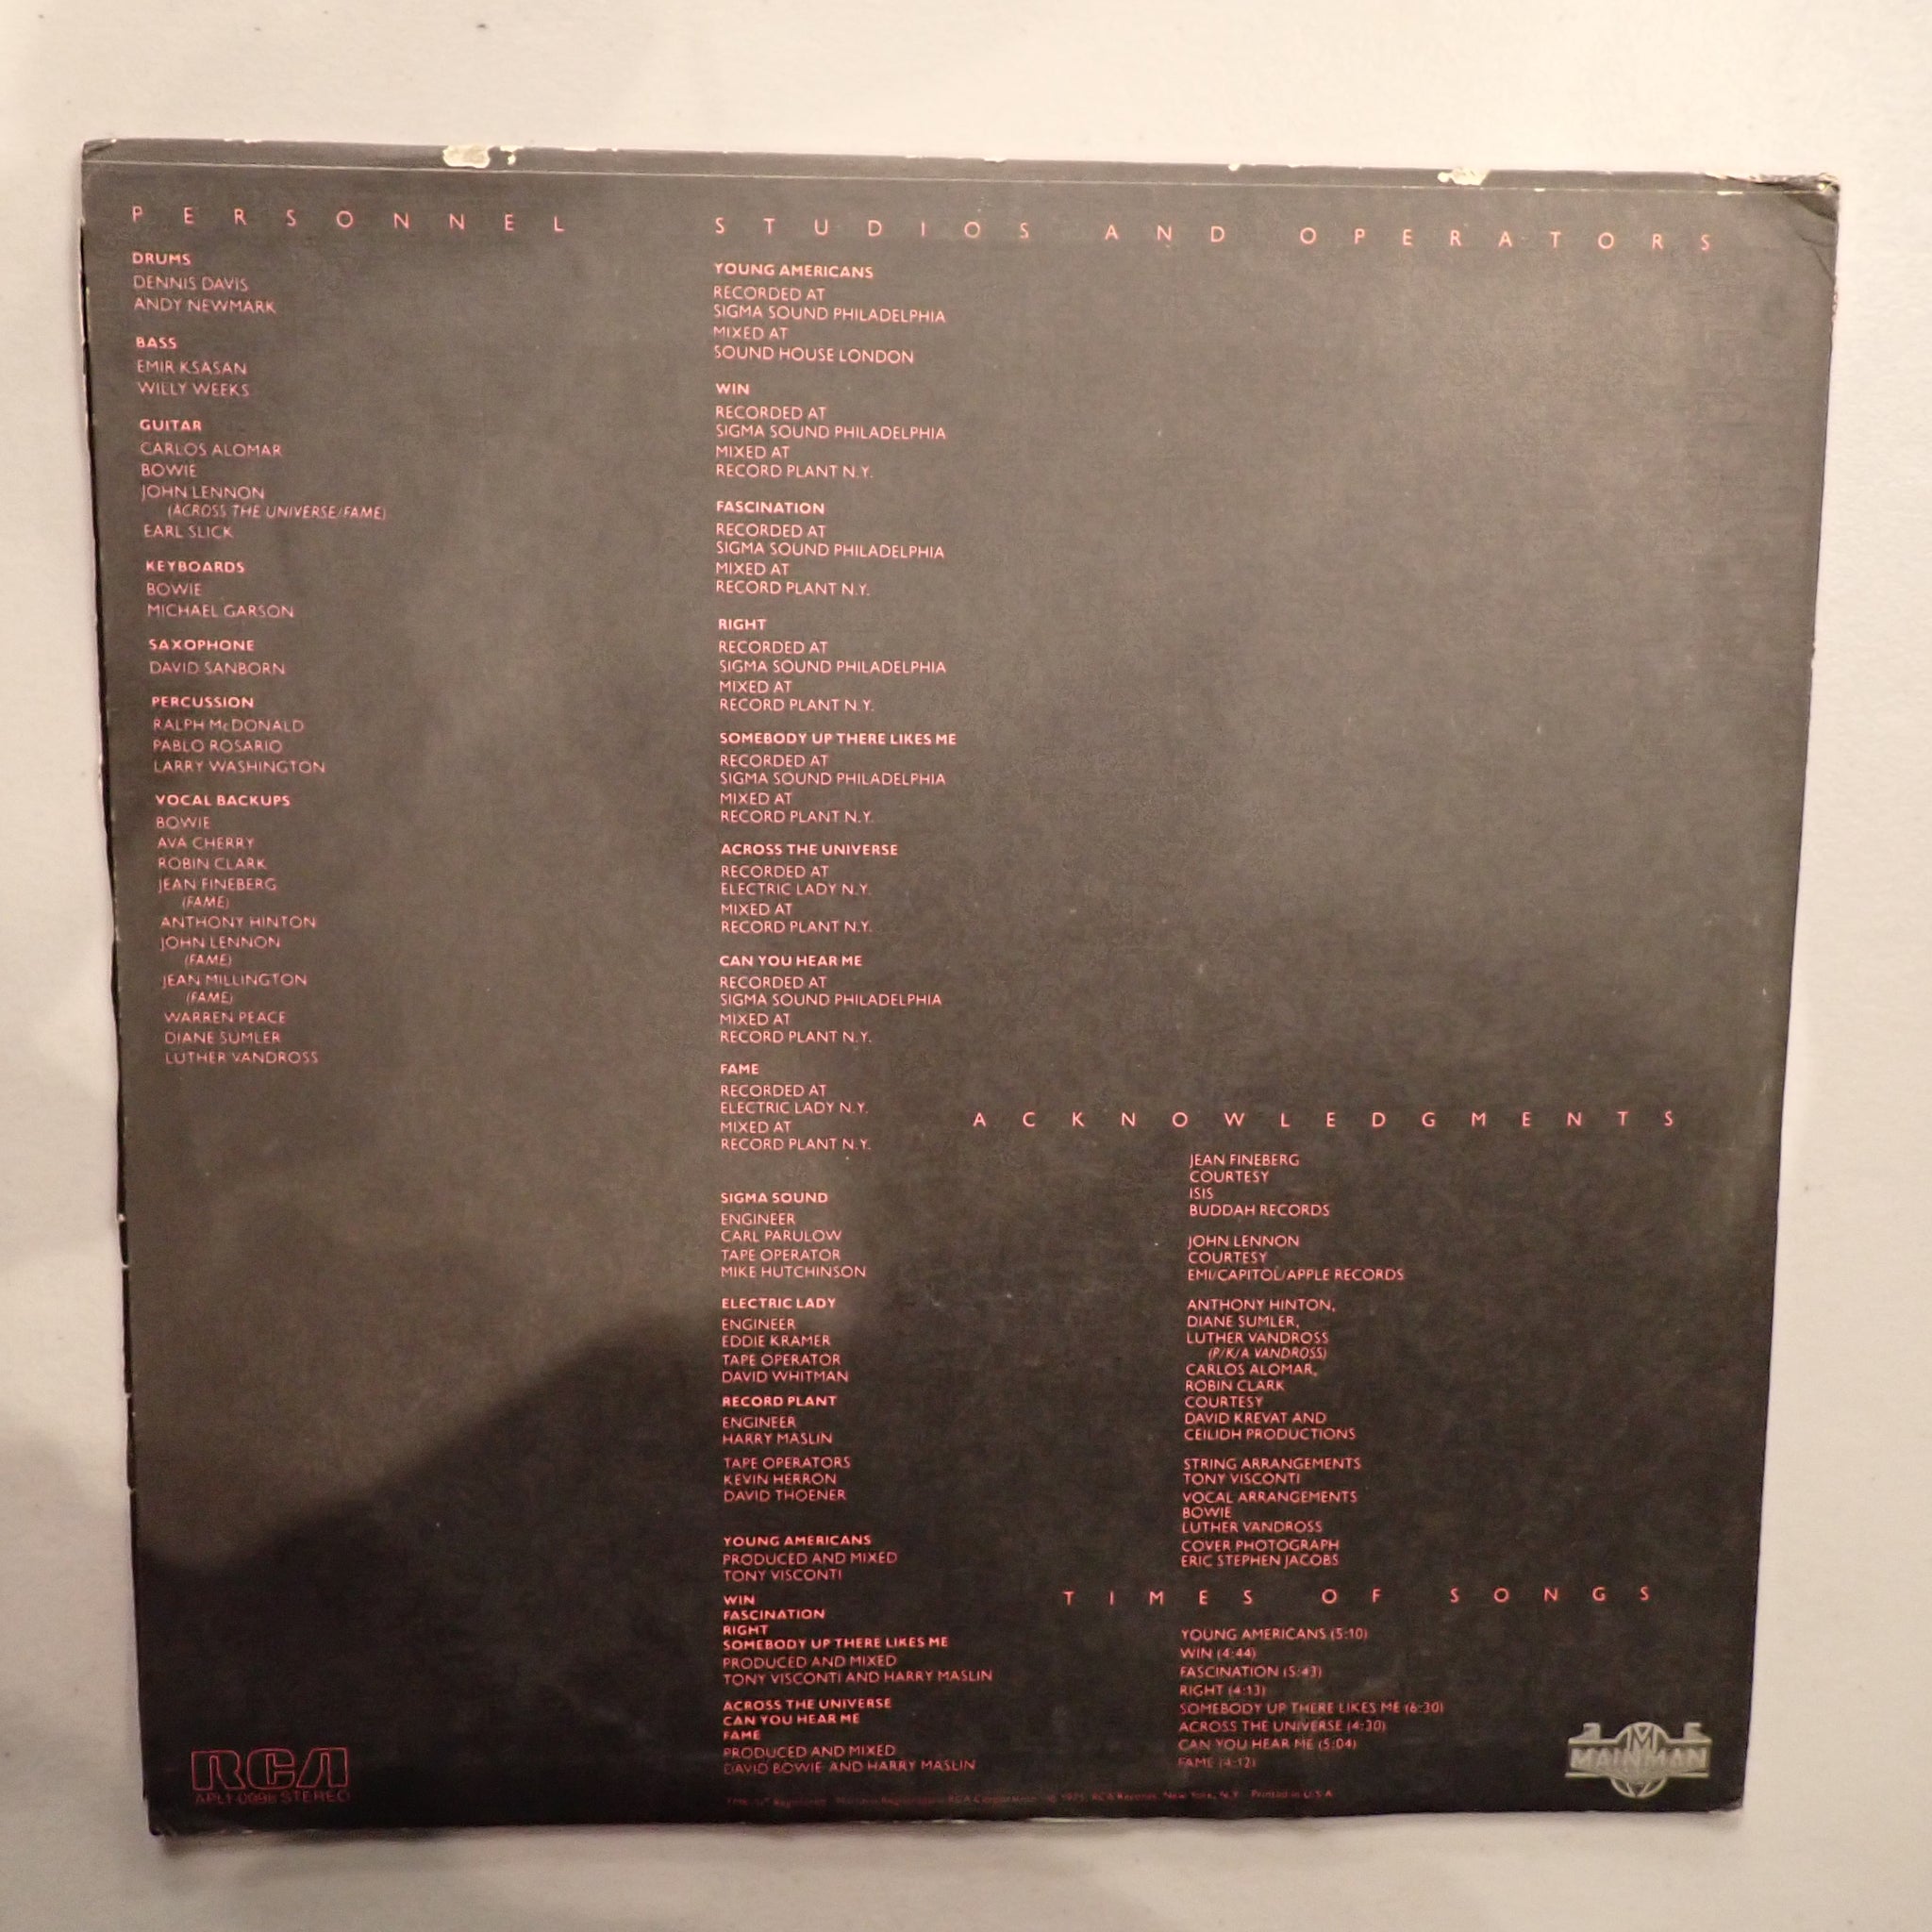 PERSONNEL
DRUMS
DENNIS DAVIS
ANDY NEWMARK
BASS
EMIR KSASAN
WILLY WEEKS
GUITAR
CARLOS ALOMAR
BOWIE
JOHN LENNON
(ACROSS THE UNIVERSE/FAME)
EARL SLICK
KEYBOARDS
BOWIE
MICHAEL GARSON
SAXOPHONE
DAVID SANBORN
PERCUSSION
RALPH McDONALD
PABLO ROSARIO
LARRY WASHINGTON
VOCAL BACKUPS
BOWIE
AVA CHERRY
ROBIN CLARK
JEAN FINEBERG
(FAME)
ANTHONY HINTON
JOHN LENNON
(FAME)
JEAN MILLINGTON
(FAME)
WARREN PEACE
DIANE SUMLER
LUTHER VANDROSS
STUDIOS AND OPERATORS
YOUNG AMERICANS
RECORDED AT
SIGMA SOUND PHILADELPHIA
MIXED AT
SOUND HOUSE LONDON
WIN
RECORDED AT
SIGMA SOUND PHILADELPHIA
MIXED AT
RECORD PLANT N.Y.
FASCINATION
RECORDED AT
SIGMA SOUND PHILADELPHIA
MIXED AT
RECORD PLANT N.Y.
RIGHT
RECORDED AT
SIGMA SOUND PHILADELPHIA
MIXED AT
RECORD PLANT N.Y.
SOMEBODY UP THERE LIKES ME
RECORDED AT
SIGMA SOUND PHILADELPHIA
MIXED AT
RECORD PLANT N.Y.
ACROSS THE UNIVERSE
RECORDED AT
ELECTRIC LADY N.Y.
MIXED AT
RECORD PLANT N.Y.
CAN YOU HEAR ME
RECORDED AT
SIGMA SOUND PHILADELPHIA
MIXED AT
RECORD PLANT N.Y.
FAME
RECORDED AT
ELECTRIC LADY N.Y.
MIXED AT
RECORD PLANT N.Y.
SIGMA SOUND
ENGINEER
CARL PARULOW
TAPE OPERATOR
MIKE HUTCHINSON
ELECTRIC LADY
ENGINEER
EDDIE KRAMER
TAPE OPERATOR
DAVID WHITMAN
RECORD PLANT
ENGINEER
HARRY MASLIN
TAPE OPERATORS
KEVIN HERRON
DAVID THOENER
YOUNG AMERICANS
PRODUCED AND MIXED
TONY VISCONTI
WIN
FASCINATION
RIGHT
SOMEBODY UP THERE LIKES ME
PRODUCED AND MIXED
TONY VISCONTI AND HARRY MASLIN
ACROSS THE UNIVERSE
CAN YOU HEAR ME
FAME
PRODUCED AND MIXED
DAVID BOWIE AND HARRY MASLIN
ACKNOWLEDGMENTS
JEAN FINEBERG
COURTESY
ISIS
BUDDAH RECORDS
JOHN LENNON
COURTESY
EMI/CAPITOL/APPLE RECORDS
ANTHONY HINTON,
DIANE SUMLER,
LUTHER VANDROSS
(P/K/A VANDROSS)
CARLOS ALOMAR,
ROBIN CLARK
COURTESY
DAVID KREVAT AND
CEILIDH PRODUCTIONS
STRING ARRANGEMENTS
TONY VISCONTI
VOCAL ARRANGEMENTS
BOWIE
LUTHER VANDROSS
COVER PHOTOGRAPH
ERIC STEPHEN JACOBS
TIMES OF SONGS
YOUNG AMERICANS (5:10)
WIN (4:44)
FASCINATION (5:43)
RIGHT (4:13)
SOMEBODY UP THERE LIKES ME (6:30)
ACROSS THE UNIVERSE (4:30)
CAN YOU HEAR ME (5:04)
FAME (4:12)
RCA
APL1-0998 STEREO
RCA Corporation 1975, RCA Records, New York, N.Y. Printed in U.S.A.
M
MAINMAN